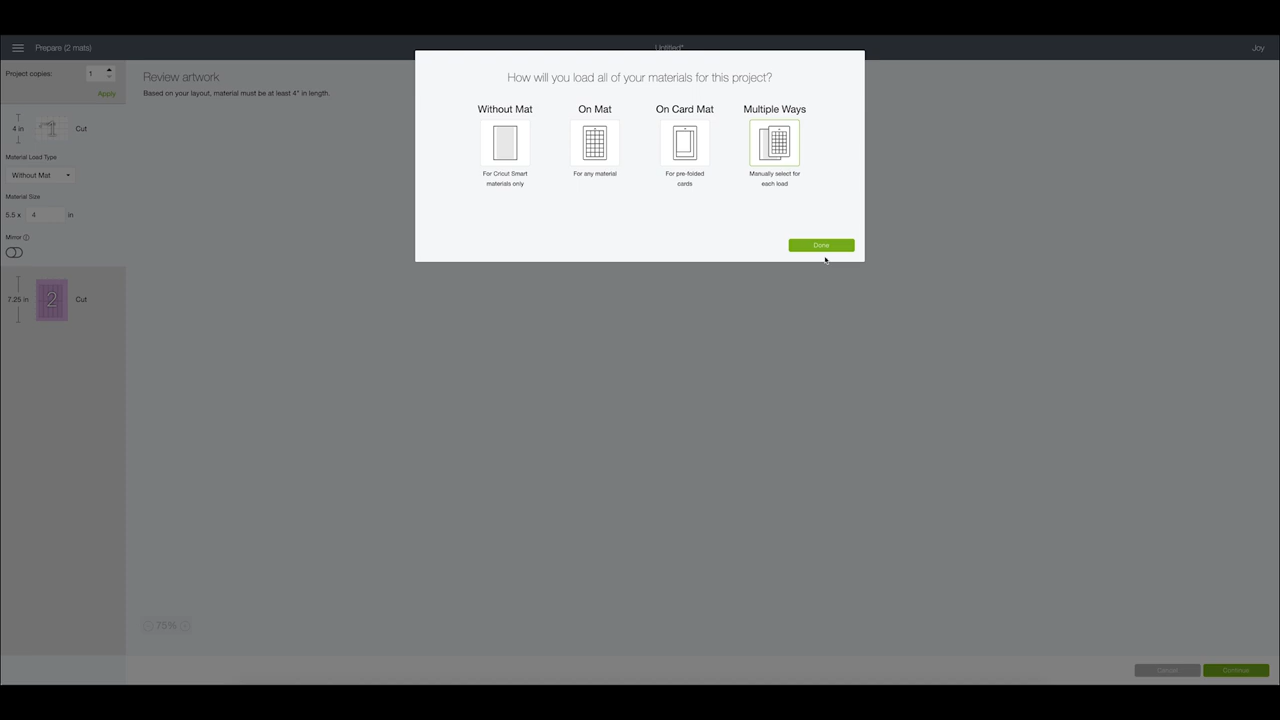 Prepare (2 mats)
Untitled*
Joy
Project copies: 1
Apply
Review artwork
Based on your layout, material must be at least 4" in length.
4 in
1
Cut
Material Load Type
Without Mat
Material Size
5.5 x 4 in
Mirror
7.25 in
2
Cut
How will you load all of your materials for this project?
Without Mat
For Cricut Smart
materials only
On Mat
For any material
On Card Mat
For pre-folded
cards
Multiple Ways
Manually select for
each load
Done
75%
Cancel
Continue